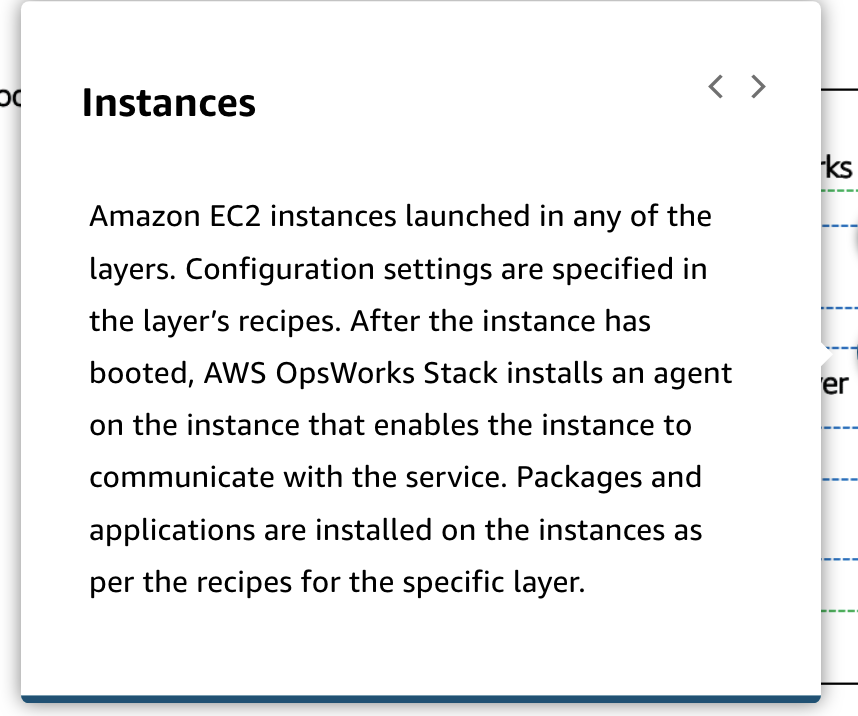 Instances
Amazon EC2 instances launched in any of the
layers. Configuration settings are specified in
the layer’s recipes. After the instance has
booted, AWS OpsWorks Stack installs an agent
on the instance that enables the instance to
communicate with the service. Packages and
applications are installed on the instances as
per the recipes for the specific layer.